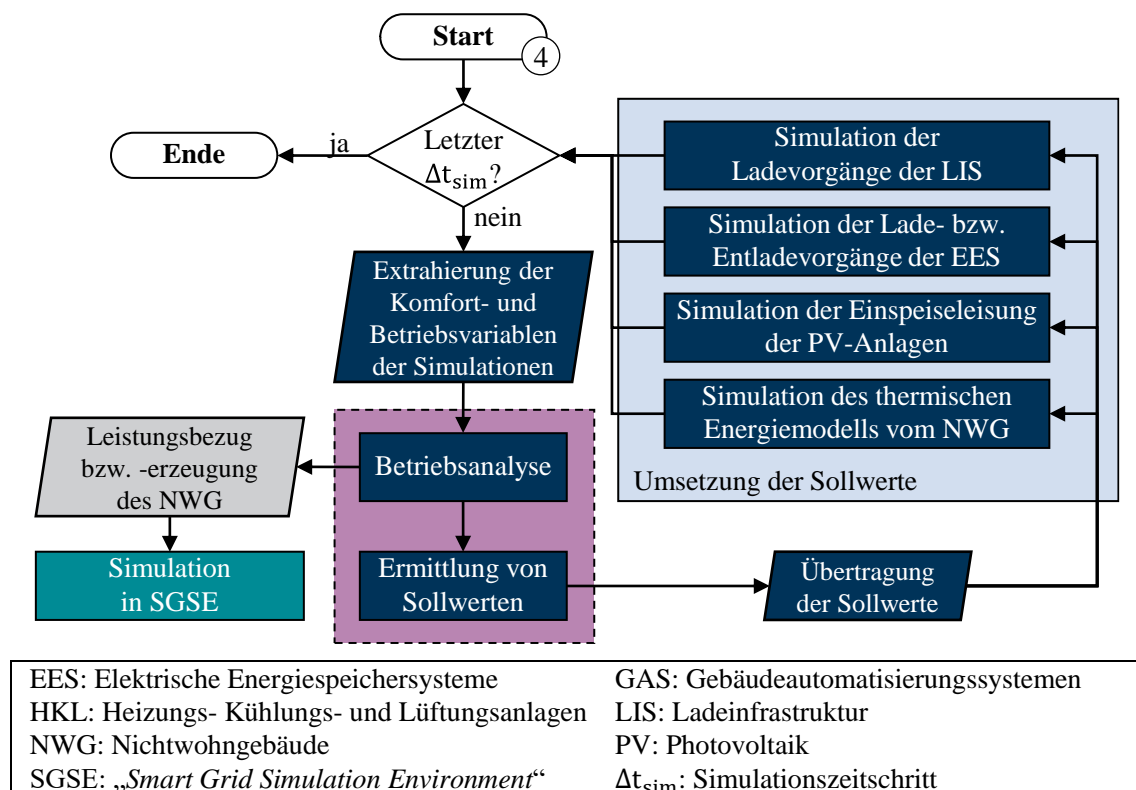 Start
4
Letzter
Δt_sim?
ja
Ende
nein
Extrahierung der
Komfort- und
Betriebsvariablen
der Simulationen
Betriebsanalyse
Leistungsbezug
bzw. -erzeugung
des NWG
Simulation
in SGSE
Ermittlung von
Sollwerten
Übertragung
der Sollwerte
Simulation der
Ladevorgänge der LIS
Simulation der Lade- bzw.
Entladevorgänge der EES
Simulation der Einspeiseleisung
der PV-Anlagen
Simulation des thermischen
Energiemodells vom NWG
Umsetzung der Sollwerte
EES: Elektrische Energiespeichersysteme
HKL: Heizungs- Kühlungs- und Lüftungsanlagen
NWG: Nichtwohngebäude
SGSE: „Smart Grid Simulation Environment“
GAS: Gebäudeautomatisierungssystemen
LIS: Ladeinfrastruktur
PV: Photovoltaik
Δt_sim: Simulationszeitschritt